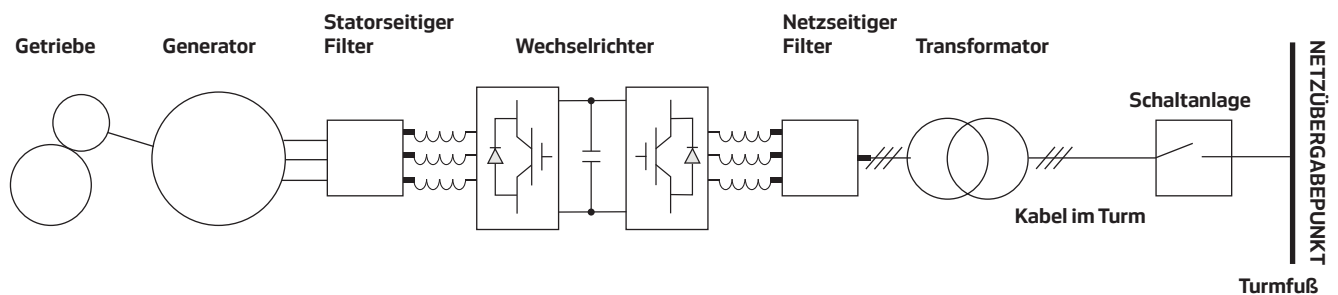 Getriebe
Generator
Statorseitiger
Filter
Wechselrichter
Netzseitiger
Filter
Transformator
Schaltanlage
NETZÜBERGABEPUNKT
Kabel im Turm
Turmfuß